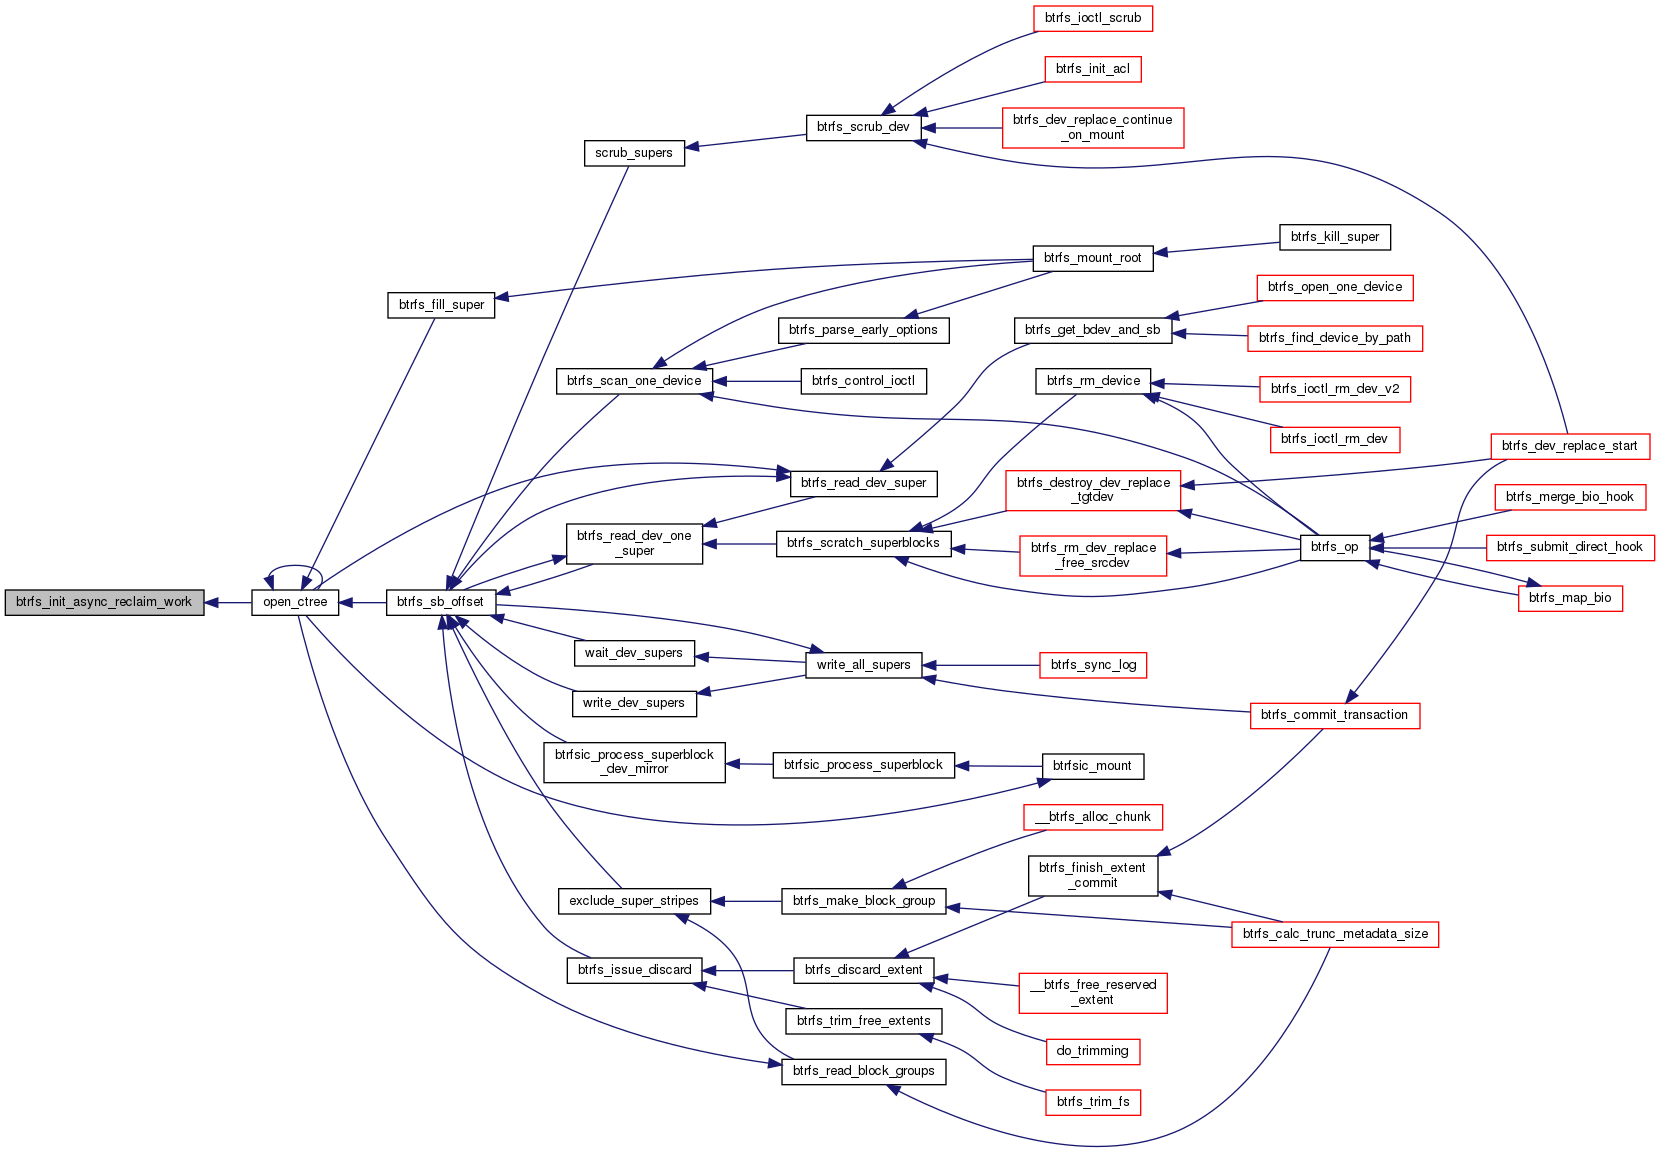 btrfs_ioctl_scrub
btrfs_init_acl
btrfs_dev_replace_continue
_on_mount
btrfs_scrub_dev
scrub_supers
btrfs_kill_super
btrfs_mount_root
btrfs_open_one_device
btrfs_fill_super
btrfs_parse_early_options
btrfs_get_bdev_and_sb
btrfs_find_device_by_path
btrfs_scan_one_device
btrfs_control_ioctl
btrfs_rm_device
btrfs_ioctl_rm_dev_v2
btrfs_ioctl_rm_dev
btrfs_dev_replace_start
btrfs_read_dev_super
btrfs_destroy_dev_replace
_tgtdev
btrfs_merge_bio_hook
btrfs_read_dev_one
_super
btrfs_scratch_superblocks
btrfs_rm_dev_replace
_free_srcdev
btrfs_op
btrfs_submit_direct_hook
btrfs_init_async_reclaim_work
open_ctree
btrfs_sb_offset
btrfs_map_bio
wait_dev_supers
write_all_supers
btrfs_sync_log
write_dev_supers
btrfs_commit_transaction
btrfsic_process_superblock
_dev_mirror
btrfsic_process_superblock
btrfsic_mount
__btrfs_alloc_chunk
btrfs_finish_extent
_commit
exclude_super_stripes
btrfs_make_block_group
btrfs_calc_trunc_metadata_size
btrfs_issue_discard
btrfs_discard_extent
__btrfs_free_reserved
_extent
btrfs_trim_free_extents
do_trimming
btrfs_read_block_groups
btrfs_trim_fs